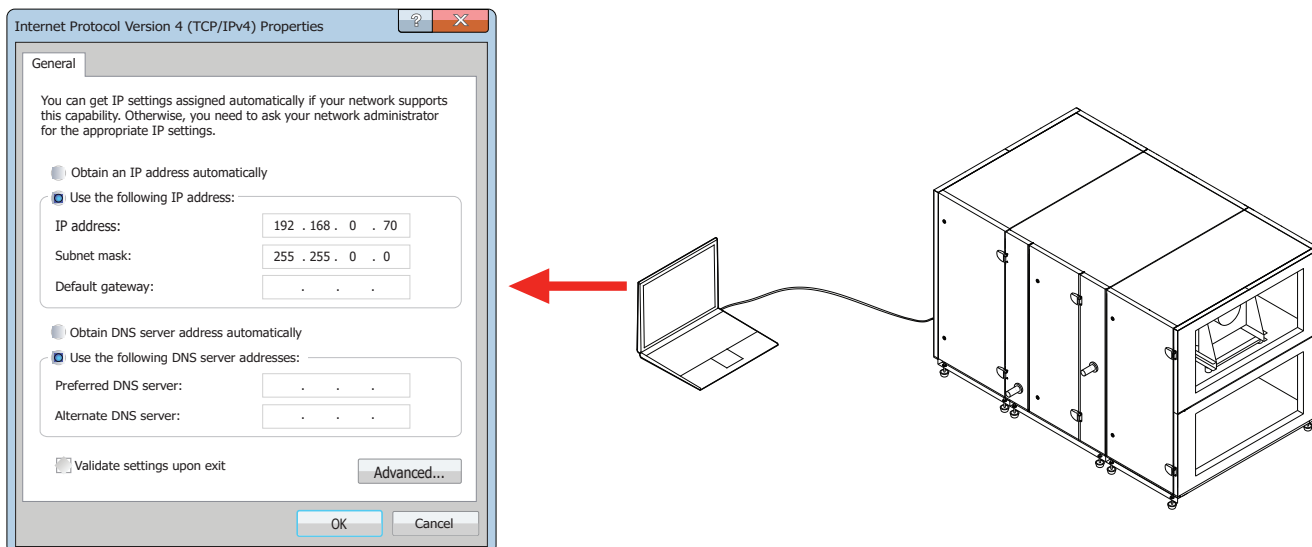 Internet Protocol Version 4 (TCP/IPv4) Properties
?
X
General
You can get IP settings assigned automatically if your network supports
this capability. Otherwise, you need to ask your network administrator
for the appropriate IP settings.
Obtain an IP address automatically
Use the following IP address:
IP address: 192 . 168 . 0 . 70
Subnet mask: 255 . 255 . 0 . 0
Default gateway: . . .
Obtain DNS server address automatically
Use the following DNS server addresses:
Preferred DNS server: . . .
Alternate DNS server: . . .
Validate settings upon exit
Advanced...
OK Cancel